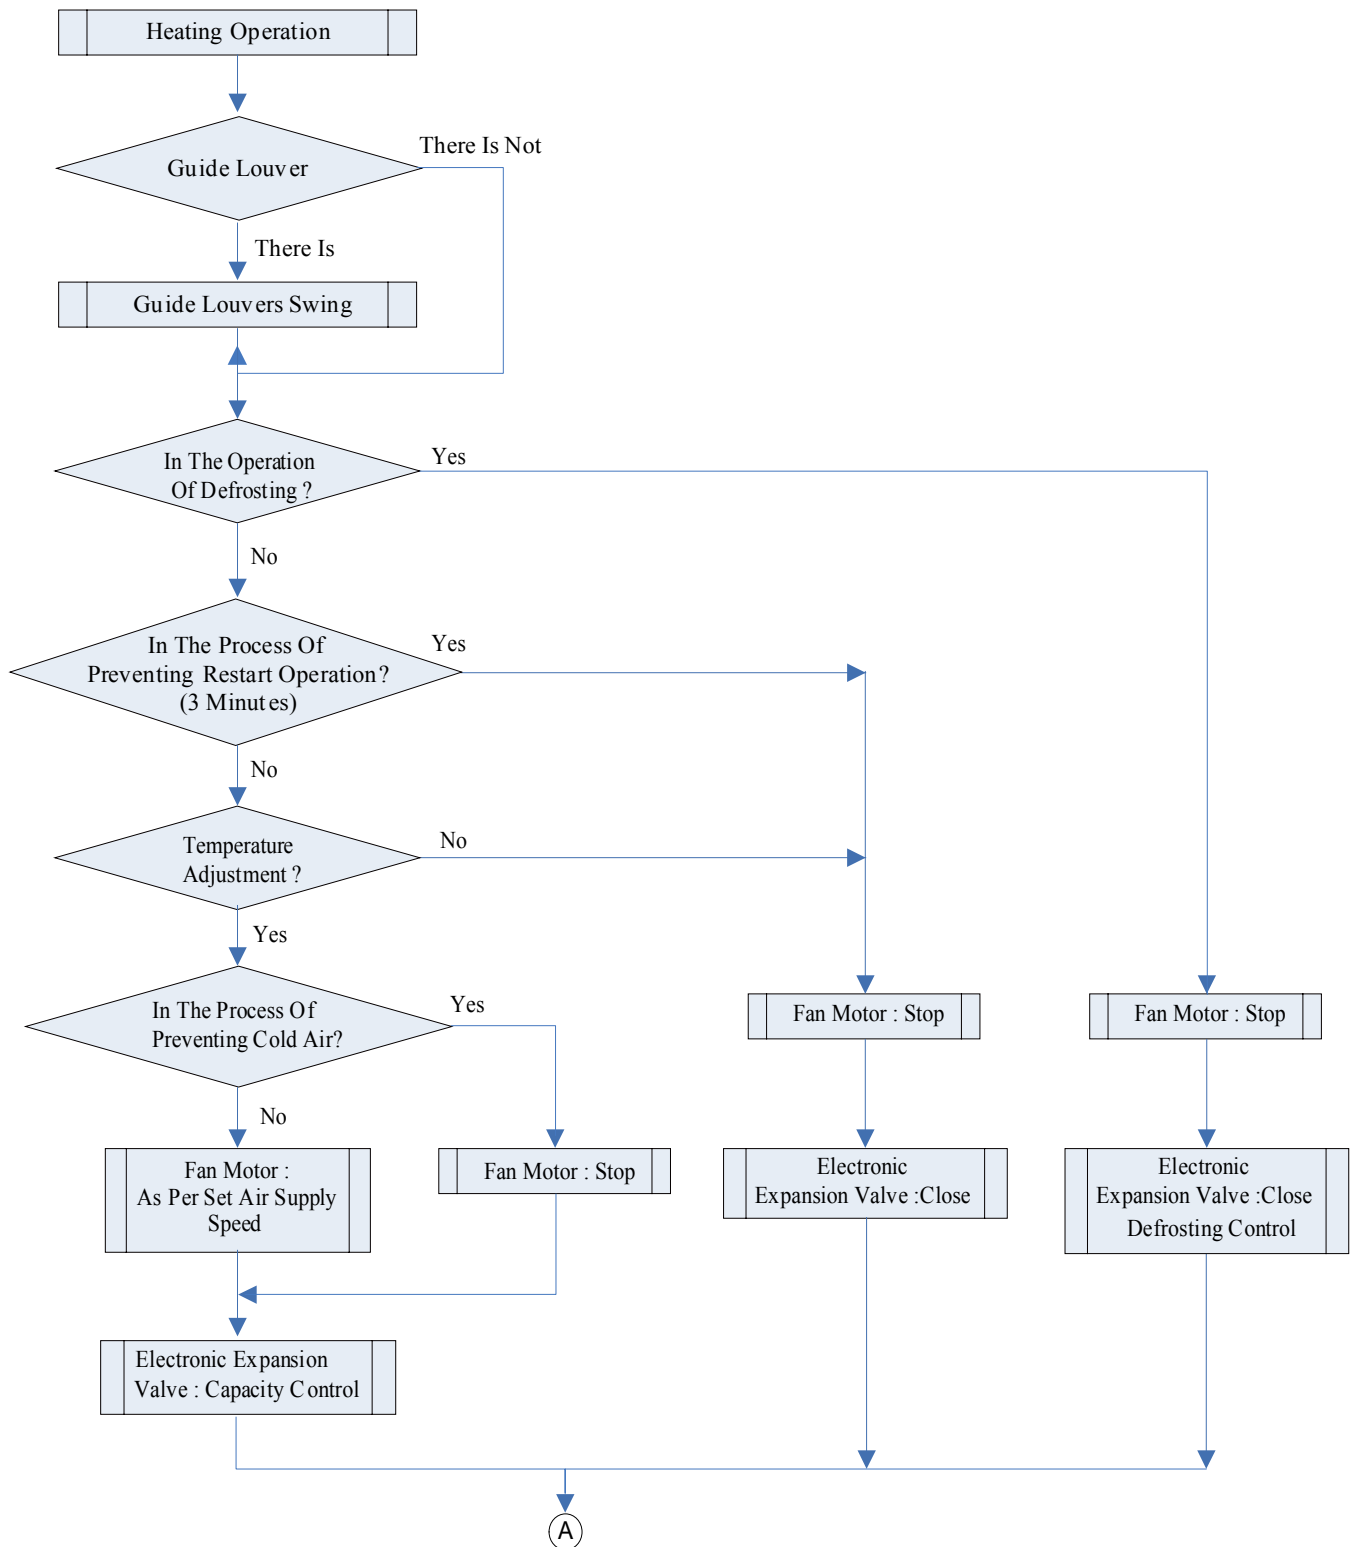 Heating Operation
There Is Not
Guide Louver
There Is
Guide Louvers Swing
In The Operation
Of Defrosting ?
Yes
No
In The Process Of
Preventing Restart Operation?
(3 Minutes)
Yes
No
Temperature
Adjustment ?
No
Yes
In The Process Of
Preventing Cold Air?
Yes
No
Fan Motor : Stop
Fan Motor : Stop
Fan Motor :
As Per Set Air Supply
Speed
Fan Motor : Stop
Electronic
Expansion Valve :Close
Electronic
Expansion Valve :Close
Defrosting Control
Electronic Expansion
Valve : Capacity Control
A